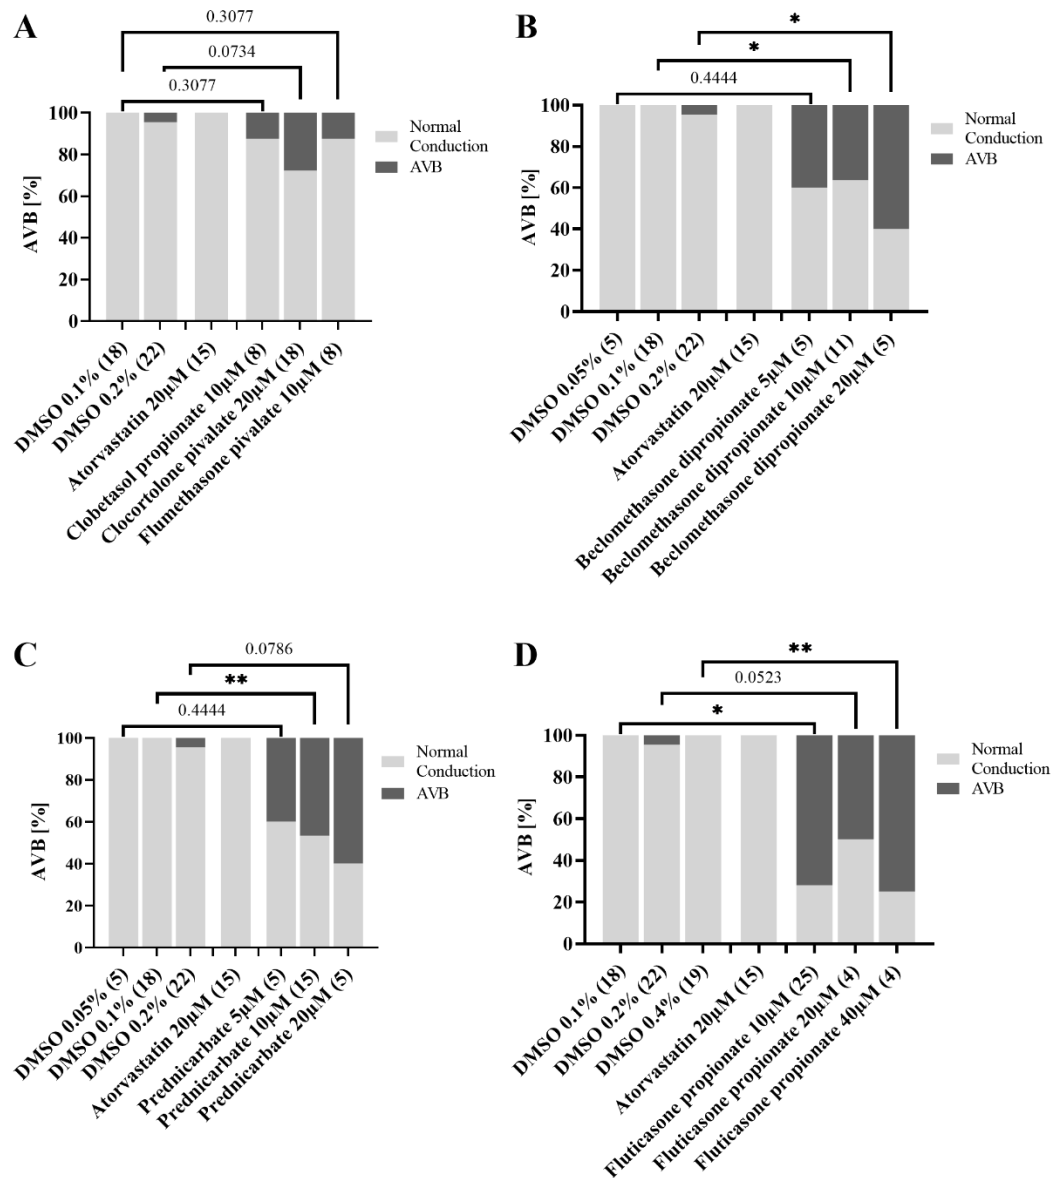 A
0.3077
0.0734
0.3077
100
80
60
40
20
0
AVB [%]
Normal
Conduction
AVB
DMSO 0.1% (18)
DMSO 0.2% (22)
Atorvastatin 20μM (15)
Clobetasol propionate 10μM (8)
Clocortolone pivalate 20μM (18)
Flumethasone pivalate 10μM (8)
B
*
*
0.4444
100
80
60
40
20
0
AVB [%]
Normal
Conduction
AVB
DMSO 0.05% (5)
DMSO 0.1% (18)
DMSO 0.2% (22)
Atorvastatin 20μM (15)
Beclomethasone dipropionate 5μM (5)
Beclomethasone dipropionate 10μM (11)
Beclomethasone dipropionate 20μM (5)
C
0.0786
**
0.4444
100
80
60
40
20
0
AVB [%]
Normal
Conduction
AVB
DMSO 0.05% (5)
DMSO 0.1% (18)
DMSO 0.2% (22)
Atorvastatin 20μM (15)
Prednicarbate 5μM (5)
Prednicarbate 10μM (15)
Prednicarbate 20μM (5)
D
**
0.0523
*
100
80
60
40
20
0
AVB [%]
Normal
Conduction
AVB
DMSO 0.1% (18)
DMSO 0.2% (22)
DMSO 0.4% (19)
Atorvastatin 20μM (15)
Fluticasone propionate 10μM (25)
Fluticasone propionate 20μM (4)
Fluticasone propionate 40μM (4)